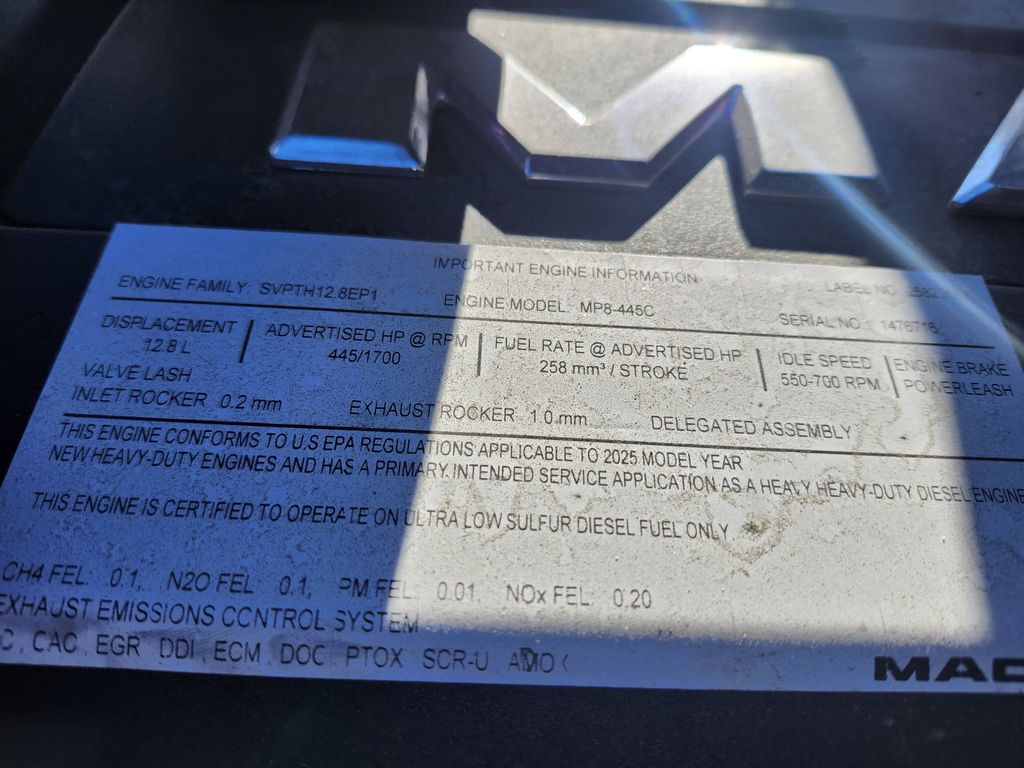 IMPORTANT ENGINE INFORMATION
ENGINE FAMILY: SVPTH12.8EP1 ENGINE MODEL: MP8-445C LABEL NO
SERIAL NO : 1476716
DISPLACEMENT ADVERTISED HP @ RPM FUEL RATE @ ADVERTISED HP IDLE SPEED ENGINE BRAKE
12.8 L 445/1700 258 mm³ / STROKE 550-700 RPM POWERLEASH
VALVE LASH
INLET ROCKER 0.2 mm EXHAUST ROCKER 1.0 mm DELEGATED ASSEMBLY
THIS ENGINE CONFORMS TO U.S EPA REGULATIONS APPLICABLE TO 2025 MODEL YEAR
NEW HEAVY-DUTY ENGINES AND HAS A PRIMARY INTENDED SERVICE APPLICATION AS A HEAVY HEAVY-DUTY DIESEL ENGINE
THIS ENGINE IS CERTIFIED TO OPERATE ON ULTRA LOW SULFUR DIESEL FUEL ONLY
CH4 FEL: 0.1, N2O FEL 0.1, PM FEL: 0.01, NOx FEL: 0.20
EXHAUST EMISSIONS CONTROL SYSTEM
C, CAC, EGR, DDI, ECM, DOC, PTOX, SCR-U,
MAC